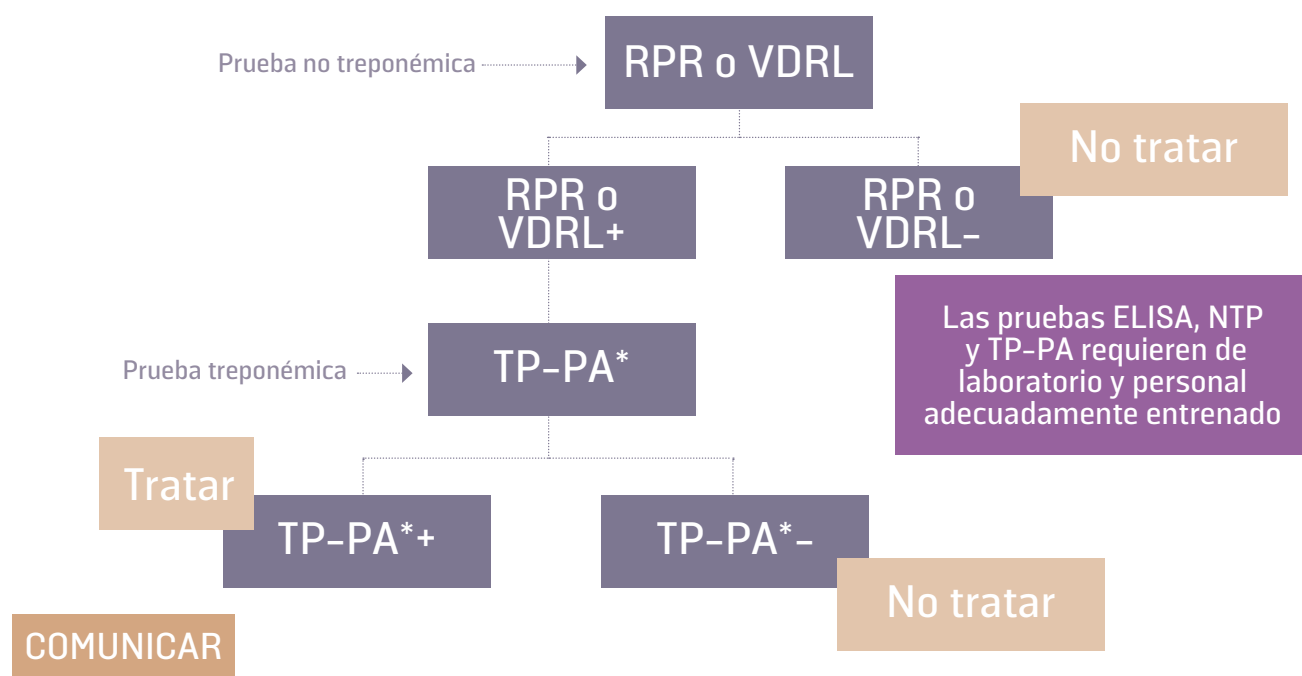 Prueba no treponémica
RPR o VDRL
No tratar
RPR o
VDRL+
RPR o
VDRL-
Las pruebas ELISA, NTP
y TP-PA requieren de
laboratorio y personal
adecuadamente entrenado
Prueba treponémica
TP-PA*
Tratar
TP-PA*+
TP-PA*-
No tratar
COMUNICAR